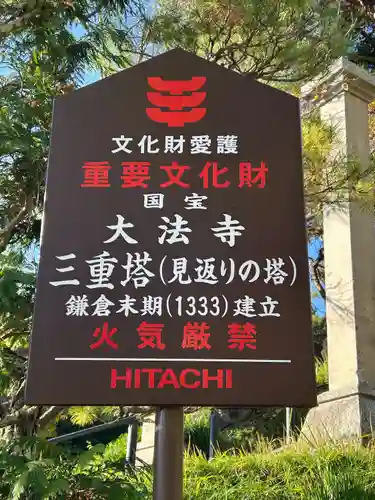 文化財愛護
重要文化財
国宝
大法寺
三重塔(見返りの塔)
鎌倉末期(1333)建立
火気厳禁
HITACHI